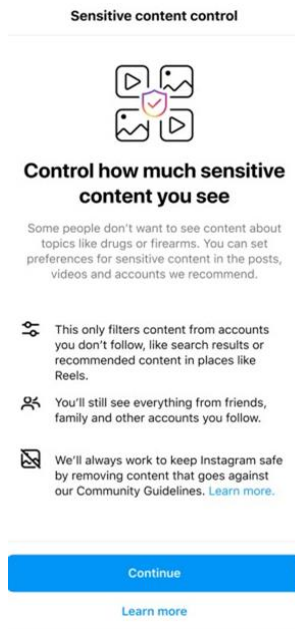 Sensitive content control
Control how much sensitive
content you see
Some people don't want to see content about
topics like drugs or firearms. You can set
preferences for sensitive content in the posts,
videos and accounts we recommend.
This only filters content from accounts
you don't follow, like search results or
recommended content in places like
Reels.
You'll still see everything from friends,
family and other accounts you follow.
We'll always work to keep Instagram safe
by removing content that goes against
our Community Guidelines. Learn more.
Continue
Learn more